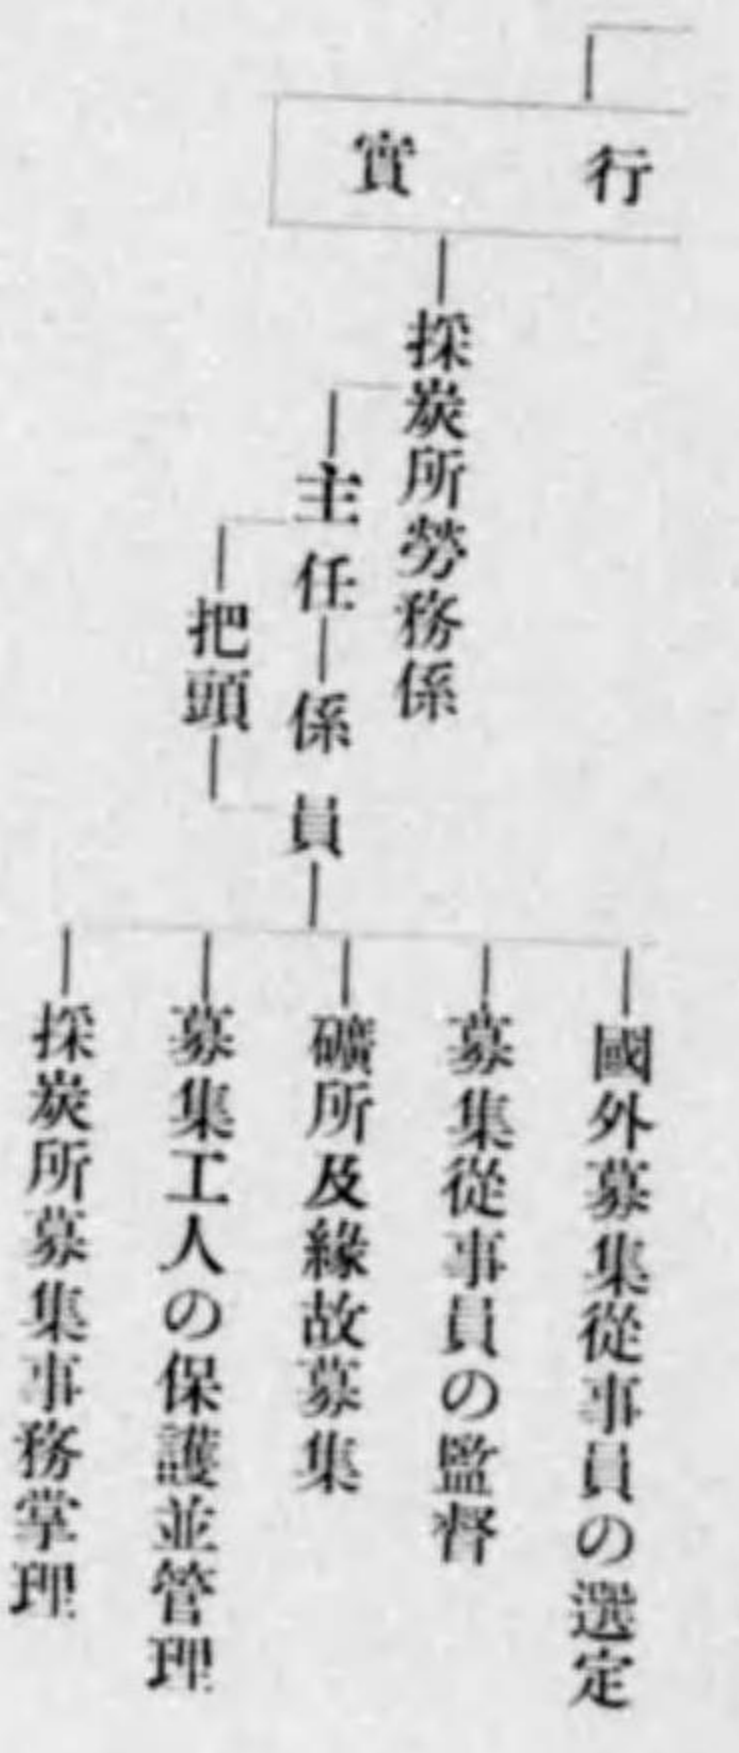 實行
採炭所勞務係
主任—係員
把頭
國外募集從事員の選定
募集從事員の監督
礦所及緣故募集
募集工人の保護並管理
採炭所募集事務掌理